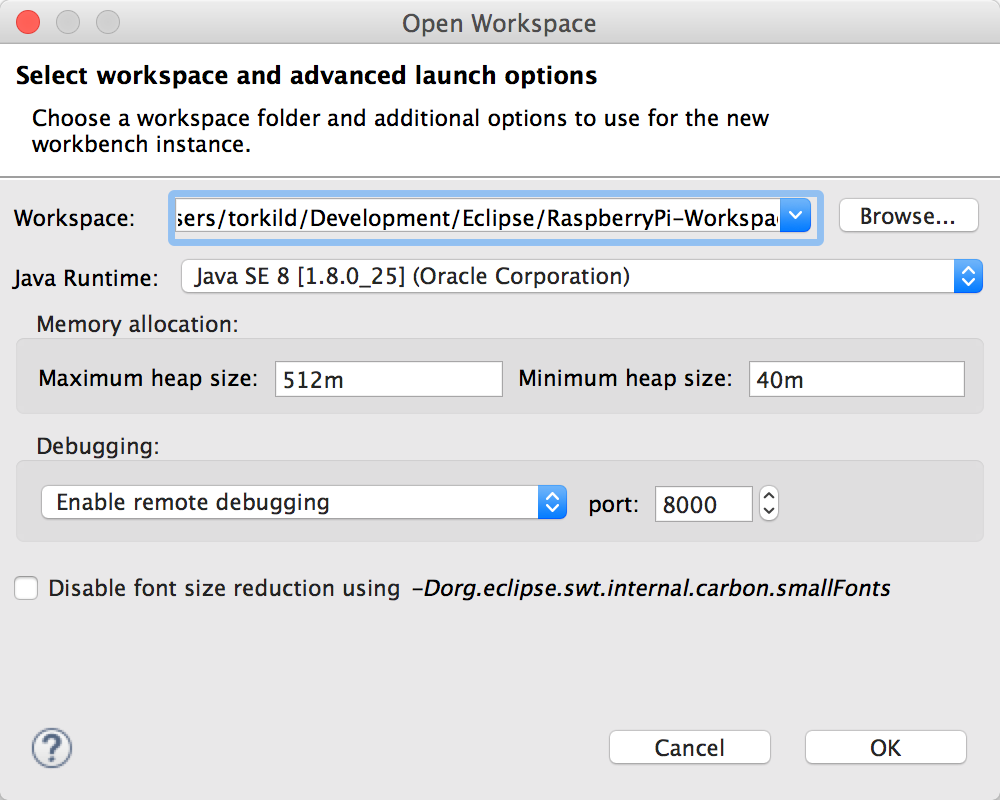 Open Workspace
Select workspace and advanced launch options
Choose a workspace folder and additional options to use for the new
workbench instance.
Workspace: sers/torkild/Development/Eclipse/RaspberryPi-Workspa Browse...
Java Runtime: Java SE 8 [1.8.0_25] (Oracle Corporation)
Memory allocation:
Maximum heap size: 512m Minimum heap size: 40m
Debugging:
Enable remote debugging port: 8000
Disable font size reduction using -Dorg.eclipse.swt.internal.carbon.smallFonts
? Cancel OK